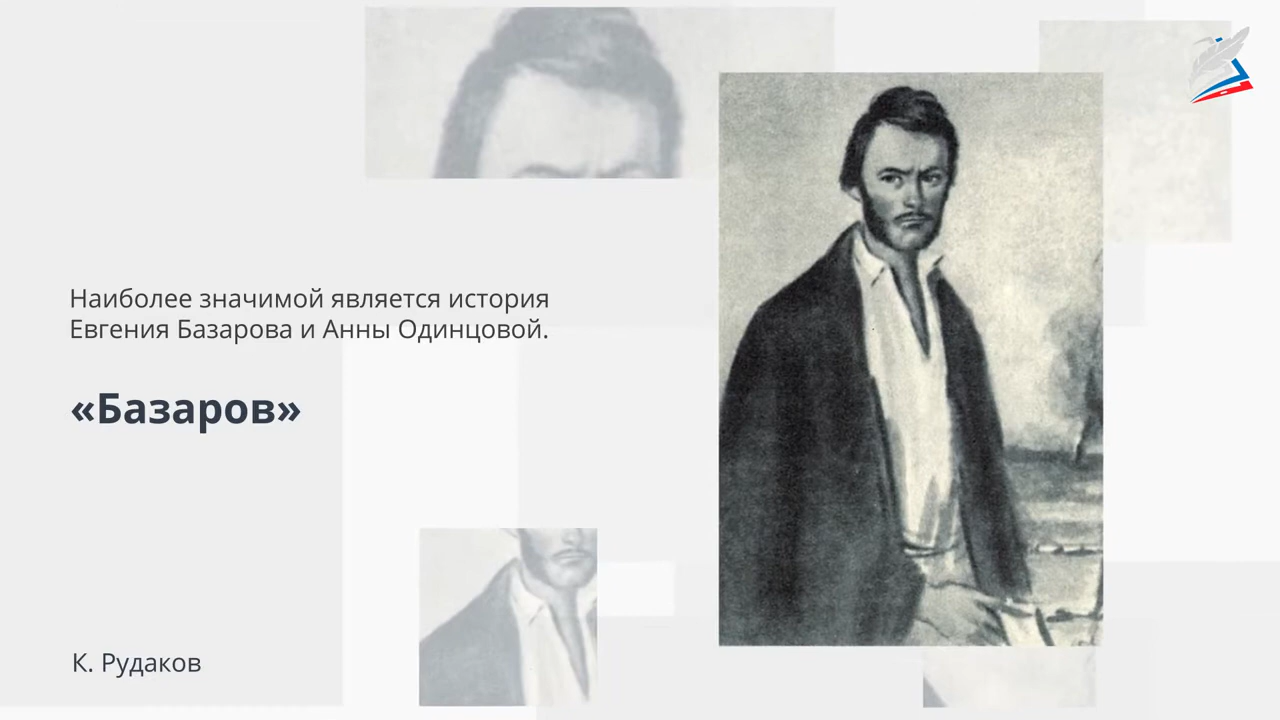 Наиболее значимой является история
Евгения Базарова и Анны Одинцовой.
«Базаров»
К. Рудаков